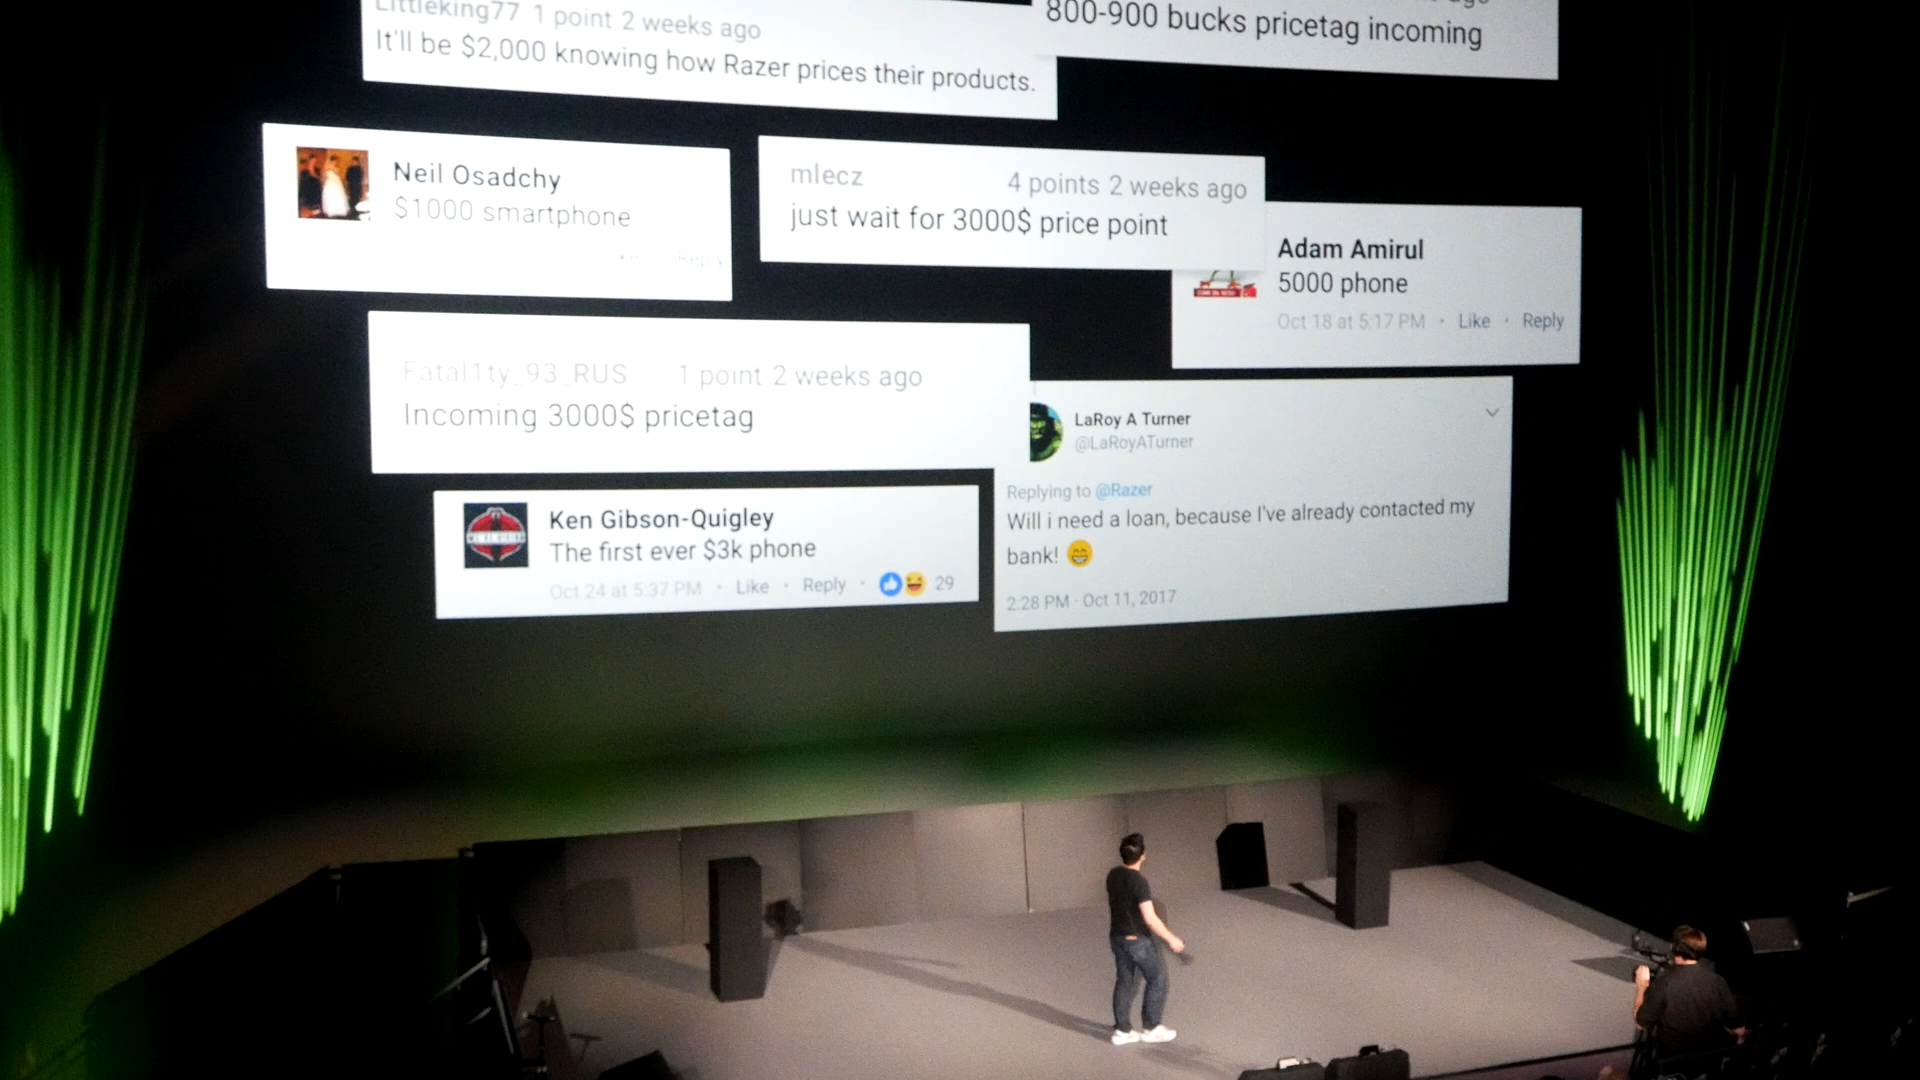 Littleking77 1 point 2 weeks ago
It'll be $2,000 knowing how Razer prices their products.
800-900 bucks pricetag incoming
Neil Osadchy
$1000 smartphone
Reply
mlecz 4 points 2 weeks ago
just wait for 3000$ price point
Adam Amirul
5000 phone
Oct 18 at 5:17 PM · Like · Reply
Fatal1ty_93_RUS 1 point 2 weeks ago
Incoming 3000$ pricetag
LaRoy A Turner
@LaRoyATurner
Replying to @Razer
Will i need a loan, because I've already contacted my
bank! 😁
2:28 PM · Oct 11, 2017
Ken Gibson-Quigley
The first ever $3k phone
Oct 24 at 5:37 PM · Like · Reply · 29